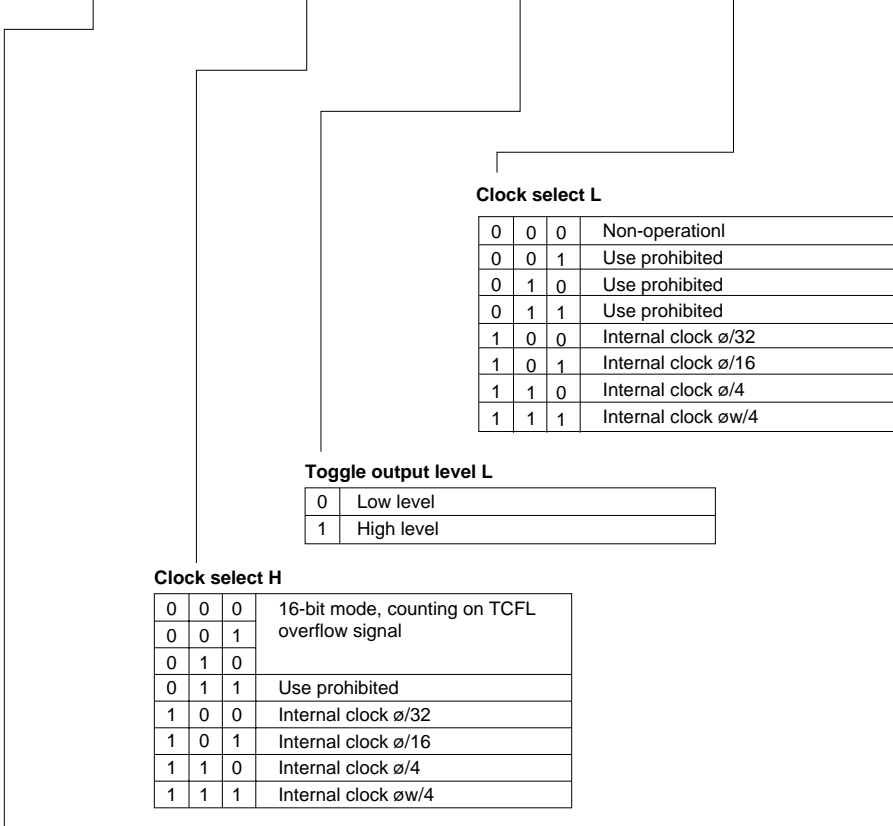 Clock select L
0 0 0 Non-operationl
0 0 1 Use prohibited
0 1 0 Use prohibited
0 1 1 Use prohibited
1 0 0 Internal clock ø/32
1 0 1 Internal clock ø/16
1 1 0 Internal clock ø/4
1 1 1 Internal clock øw/4
Toggle output level L
0 Low level
1 High level
Clock select H
0 0 0 16-bit mode, counting on TCFL
0 0 1 overflow signal
0 1 0
0 1 1 Use prohibited
1 0 0 Internal clock ø/32
1 0 1 Internal clock ø/16
1 1 0 Internal clock ø/4
1 1 1 Internal clock øw/4